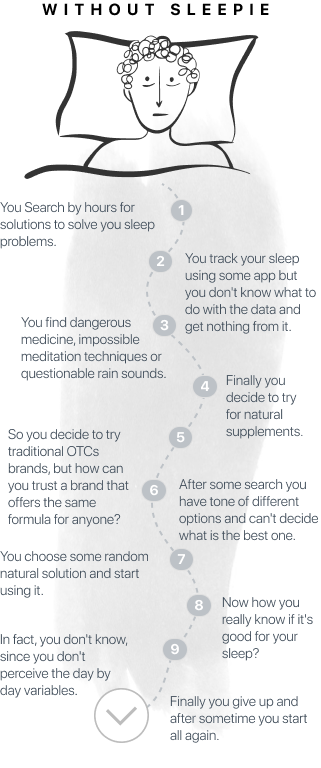 WITHOUT SLEEPIE
1
You Search by hours for
solutions to solve you sleep
problems.
2
You track your sleep
using some app but
you don't know what to
do with the data and
get nothing from it.
3
You find dangerous
medicine, impossible
meditation techniques or
questionable rain sounds.
4
Finally you
decide to try
for natural
supplements.
5
So you decide to try
traditional OTCs
brands, but how can
you trust a brand that
offers the same
formula for anyone?
6
After some search you
have tone of different
options and can't decide
what is the best one.
7
You choose some random
natural solution and start
using it.
8
Now how you
really know if it's
good for your
sleep?
9
In fact, you don't know,
since you don't
perceive the day by
day variables.
Finally you give up and
after sometime you start
all again.